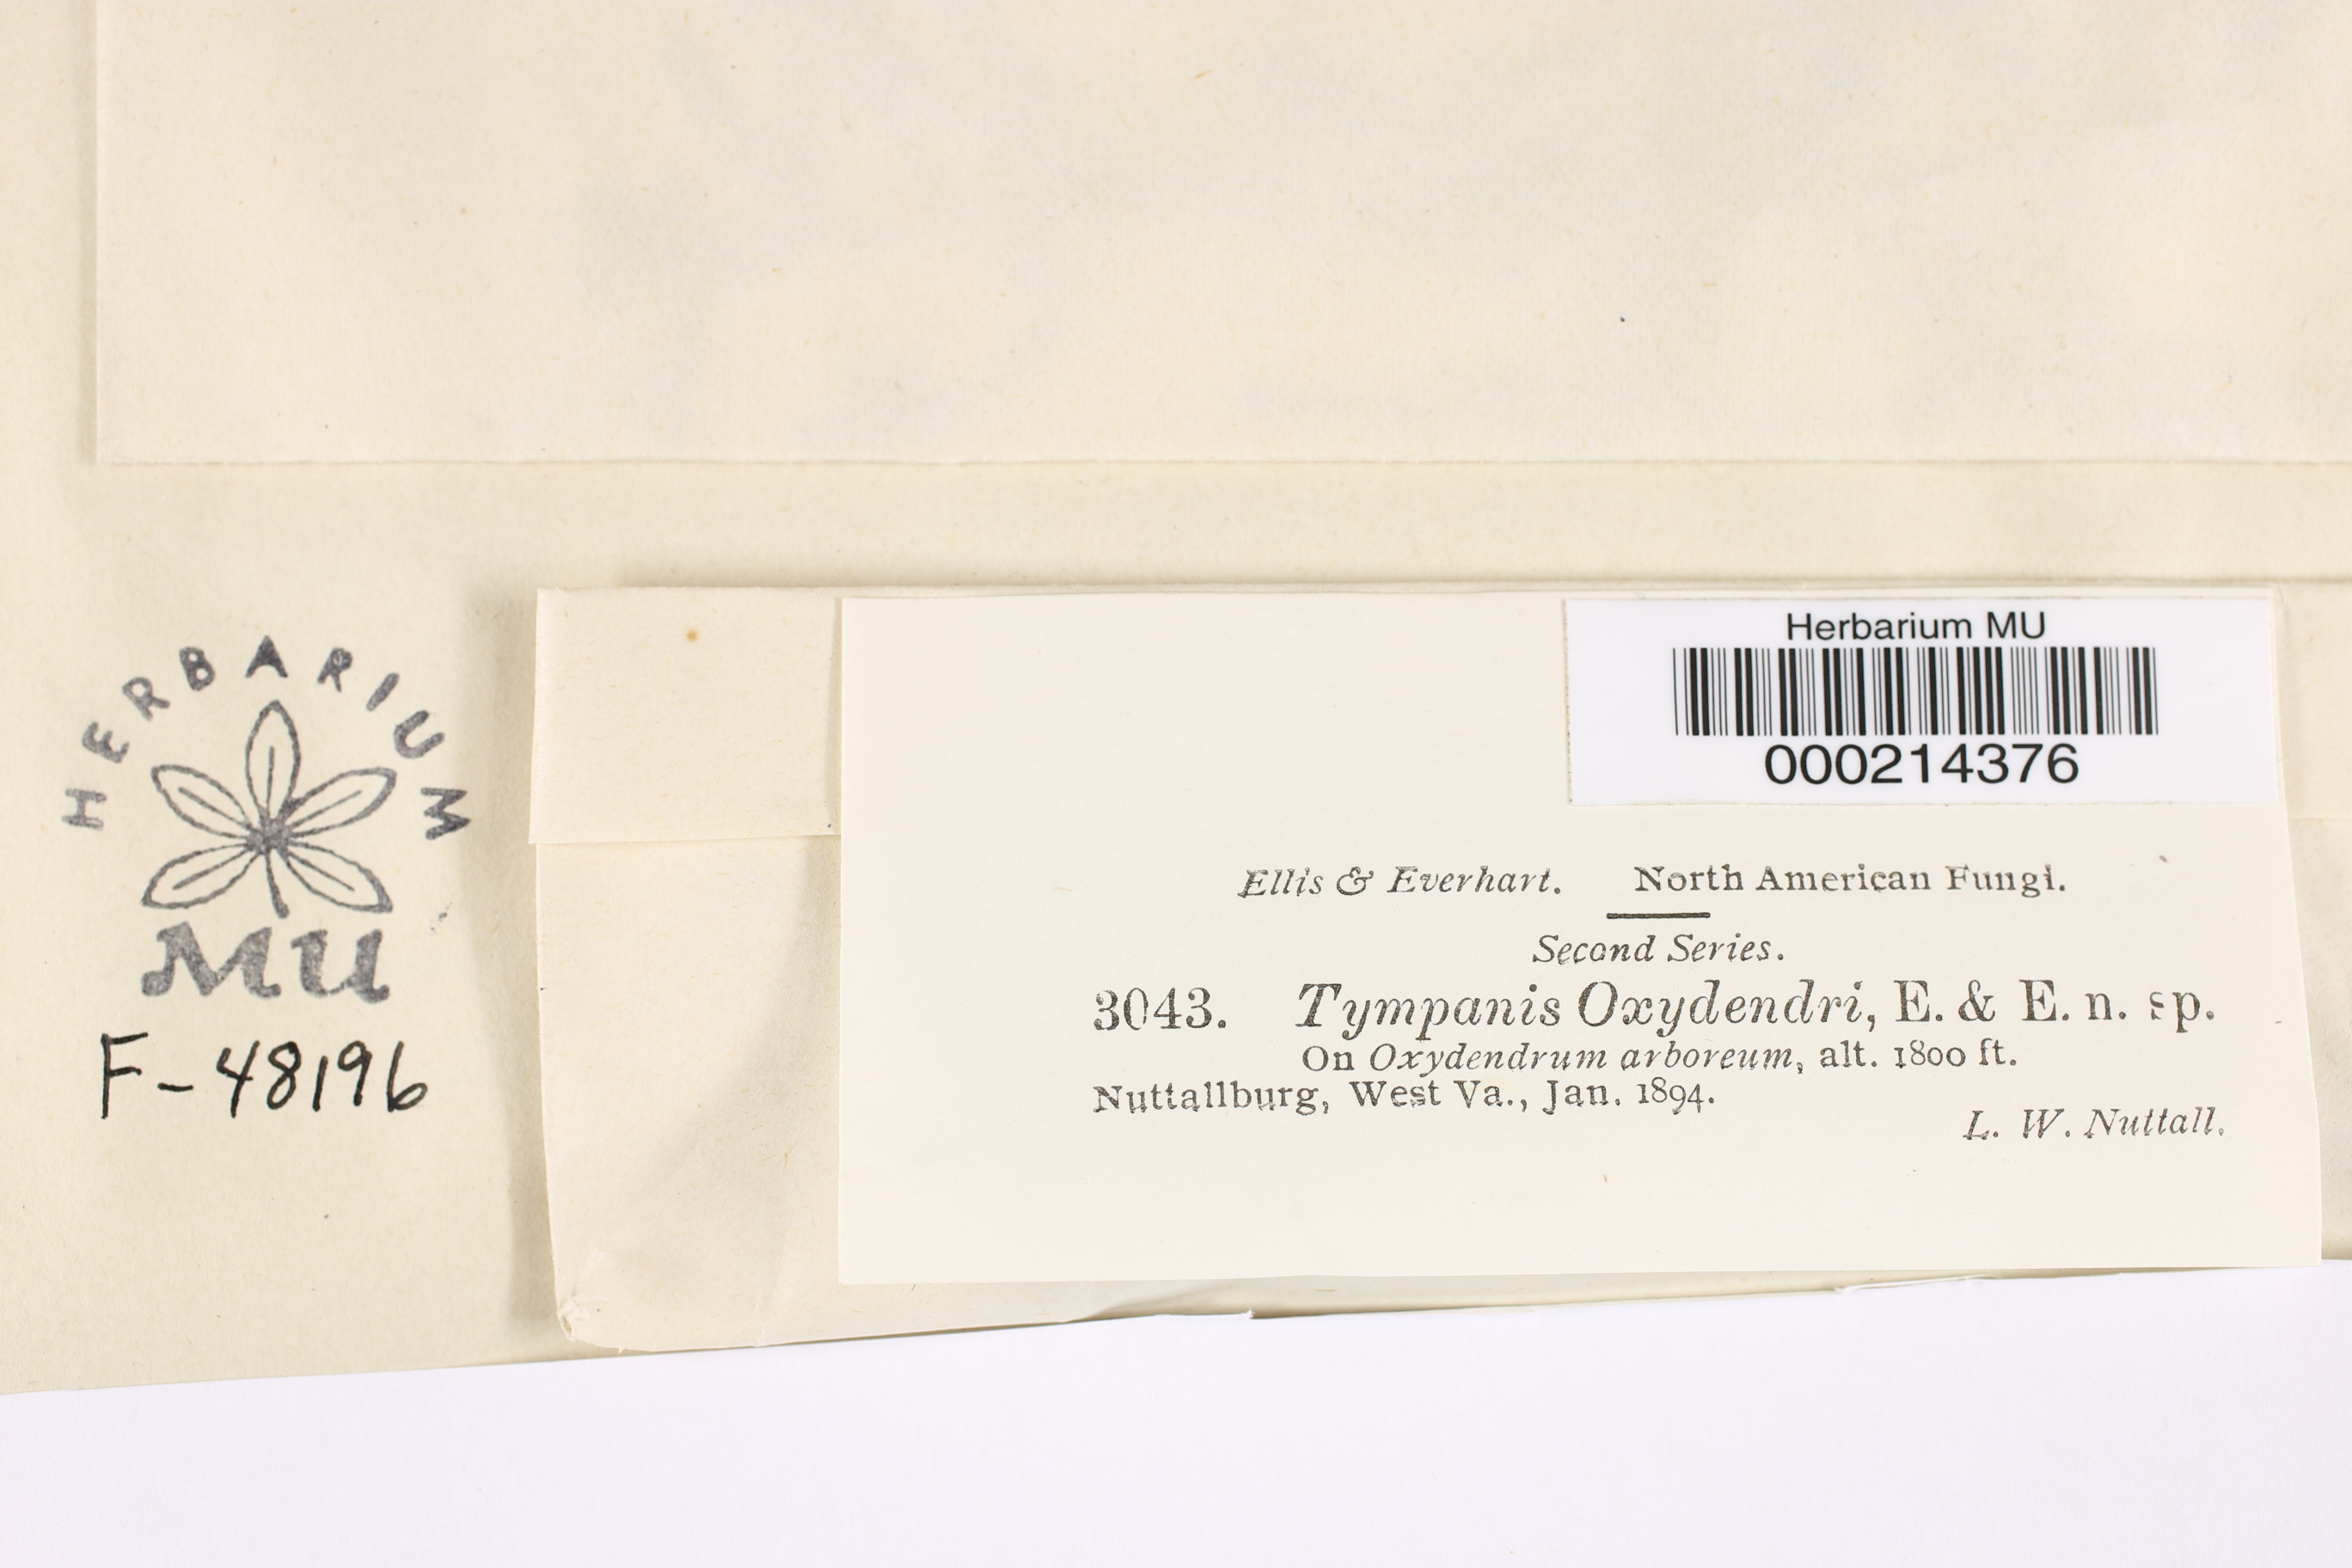 HERBARIUM
MU
F-48196
Herbarium MU
000214376
Ellis & Everhart. North American Fungi.
Second Series.
3043. Tympanis Oxydendri, E. & E. n. sp.
On Oxydendrum arboreum, alt. 1800 ft.
Nuttallburg, West Va., Jan. 1894.
L. W. Nuttall.